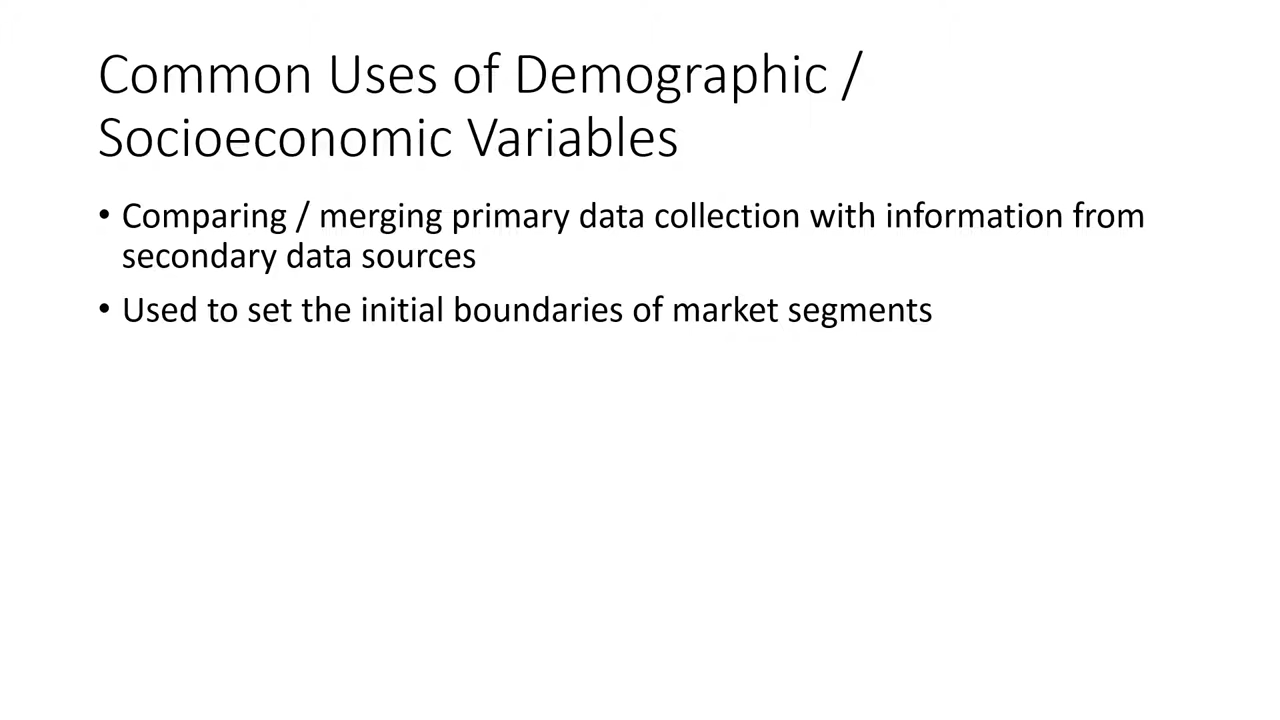 Common Uses of Demographic /
Socioeconomic Variables
• Comparing / merging primary data collection with information from
secondary data sources
• Used to set the initial boundaries of market segments